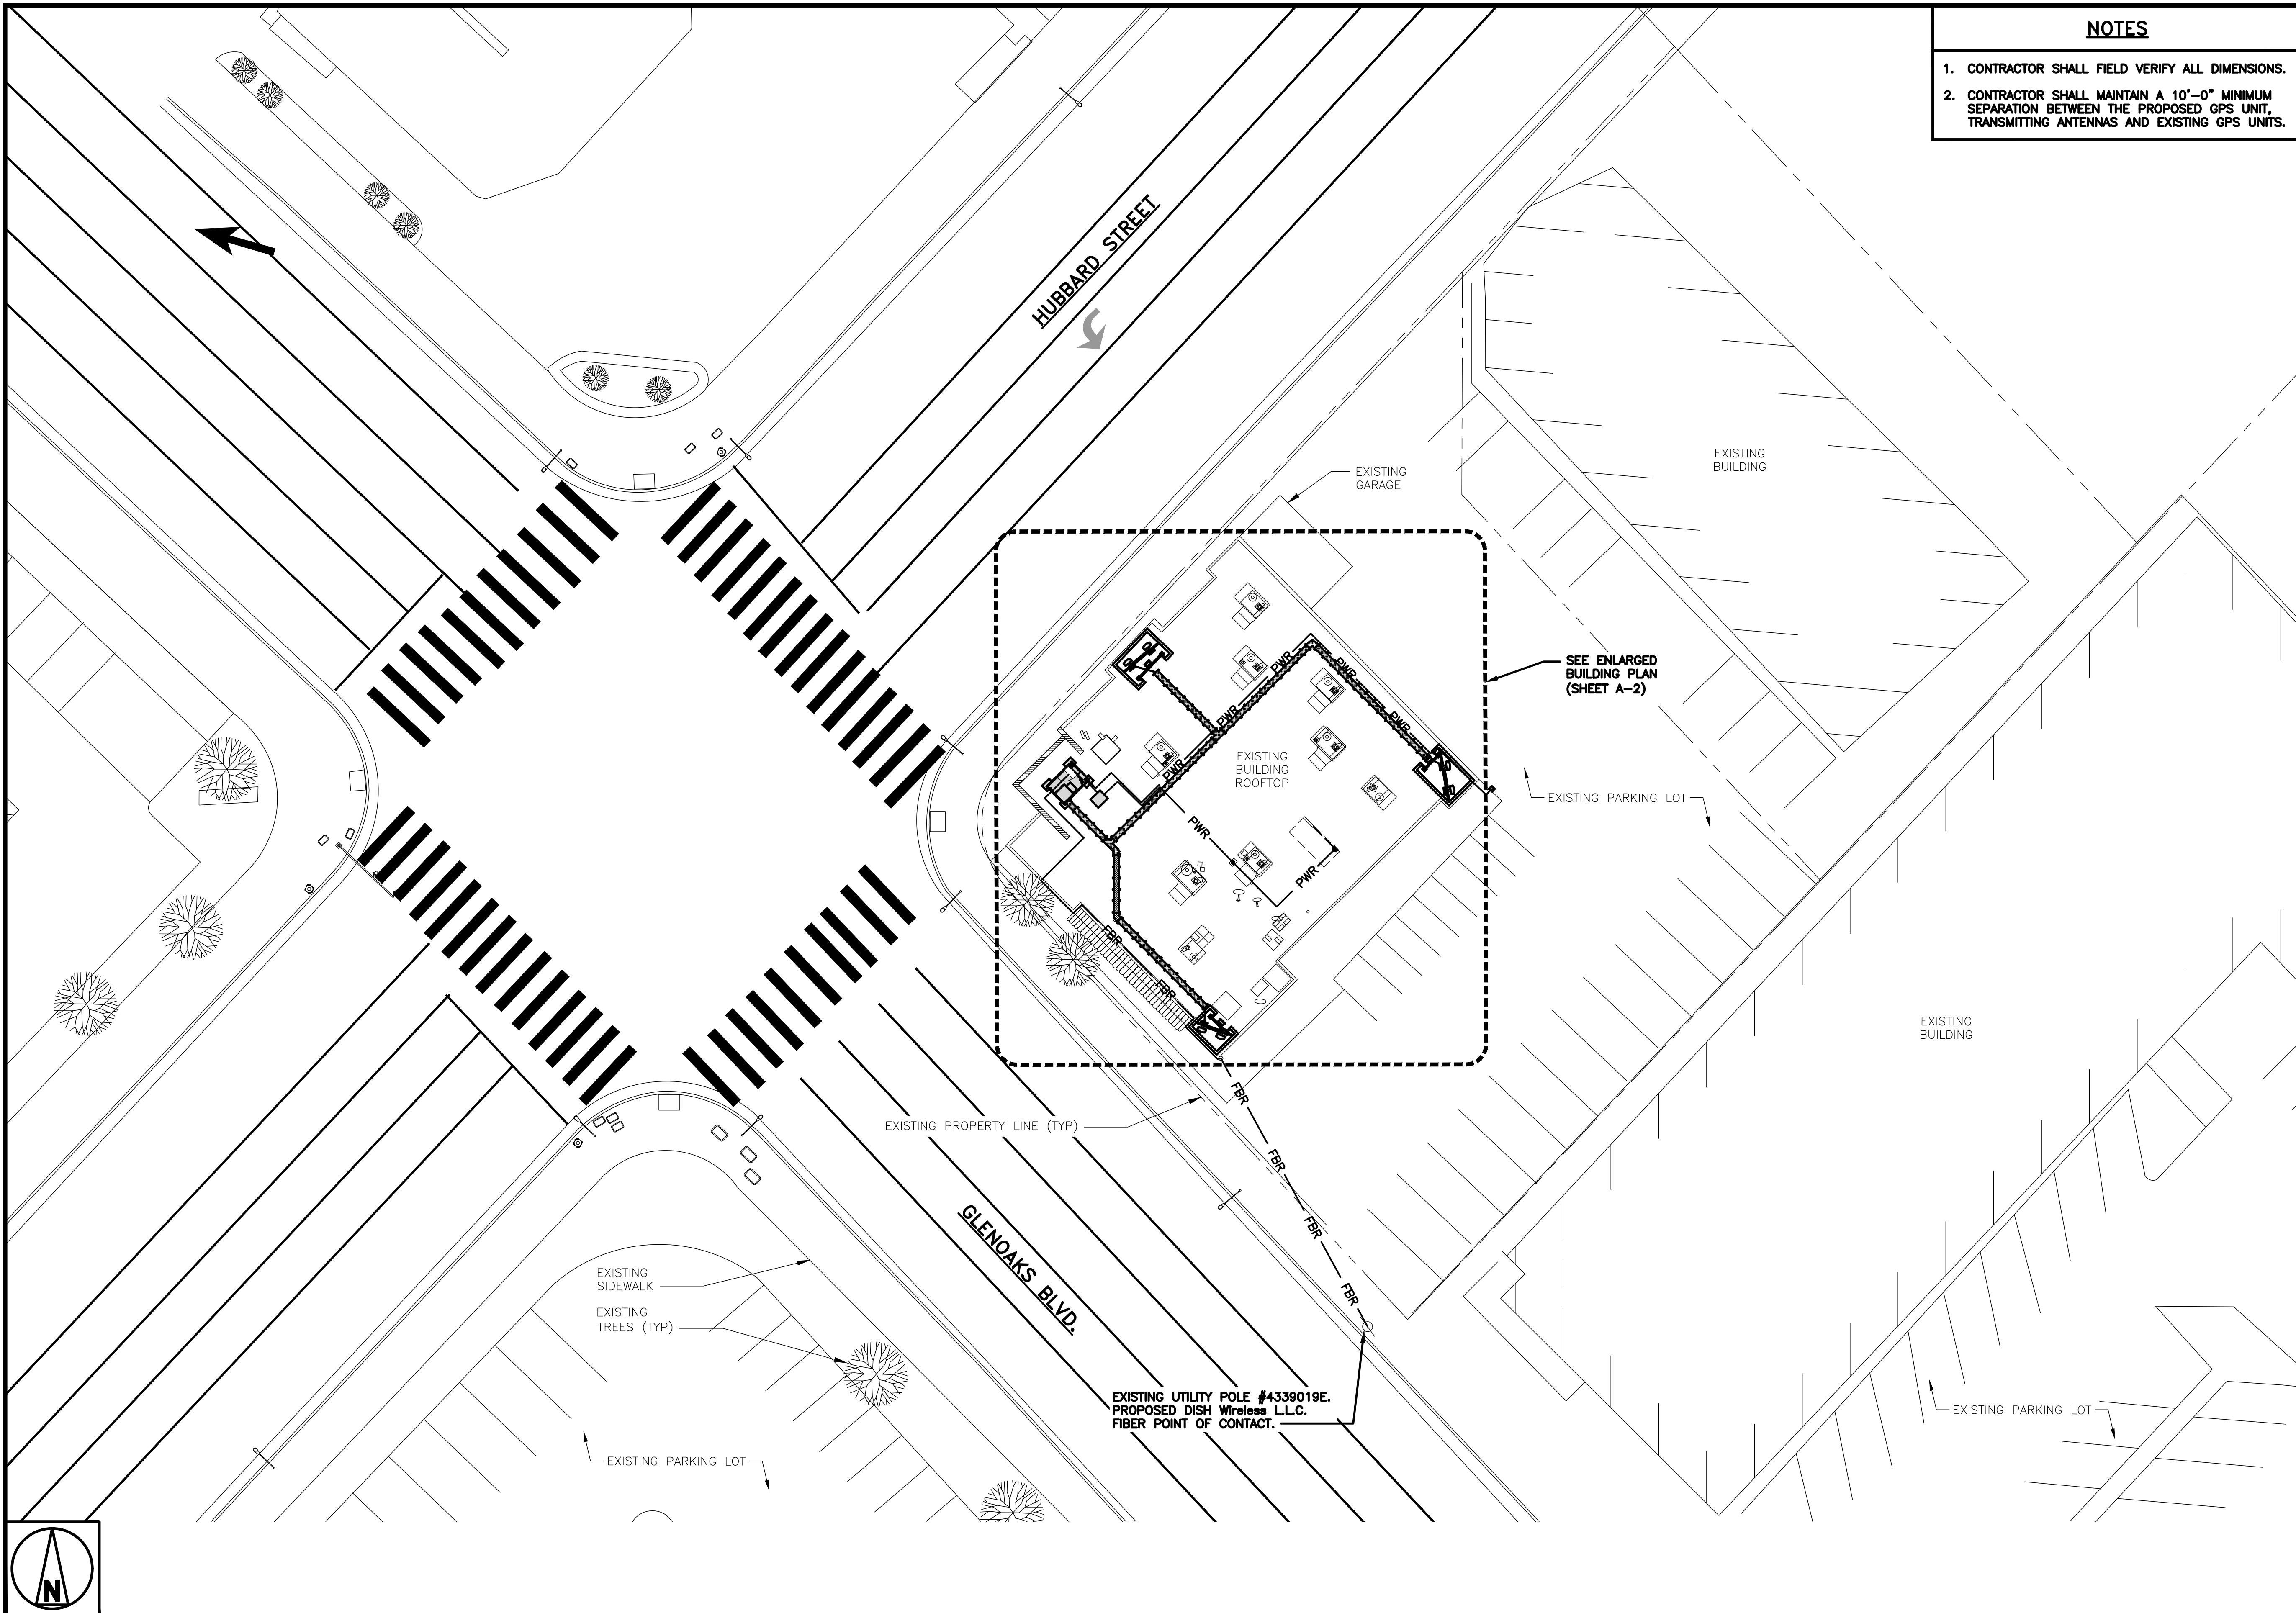 NOTES
1. CONTRACTOR SHALL FIELD VERIFY ALL DIMENSIONS.
2. CONTRACTOR SHALL MAINTAIN A 10'-0" MINIMUM
SEPARATION BETWEEN THE PROPOSED GPS UNIT,
TRANSMITTING ANTENNAS AND EXISTING GPS UNITS.
HUBBARD STREET
EXISTING
BUILDING
EXISTING
GARAGE
SEE ENLARGED
BUILDING PLAN
(SHEET A-2)
PWR
PWR
PWR
PWR
PWR
EXISTING
BUILDING
ROOFTOP
EXISTING PARKING LOT
PWR
PWR
FBR
FBR
EXISTING
BUILDING
FBR
EXISTING PROPERTY LINE (TYP)
FBR
FBR
GLENOAKS BLVD.
FBR
EXISTING
SIDEWALK
EXISTING
TREES (TYP)
EXISTING UTILITY POLE #4339019E.
PROPOSED DISH Wireless L.L.C.
FIBER POINT OF CONTACT.
EXISTING PARKING LOT
EXISTING PARKING LOT
N